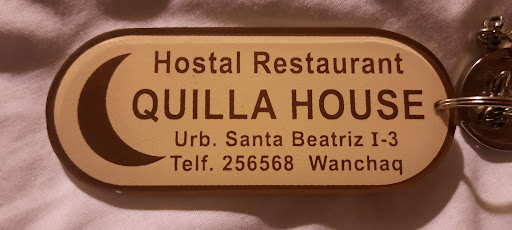 Hostal Restaurant
QUILLA HOUSE
Urb. Santa Beatriz I-3
Telf. 256568 Wanchaq